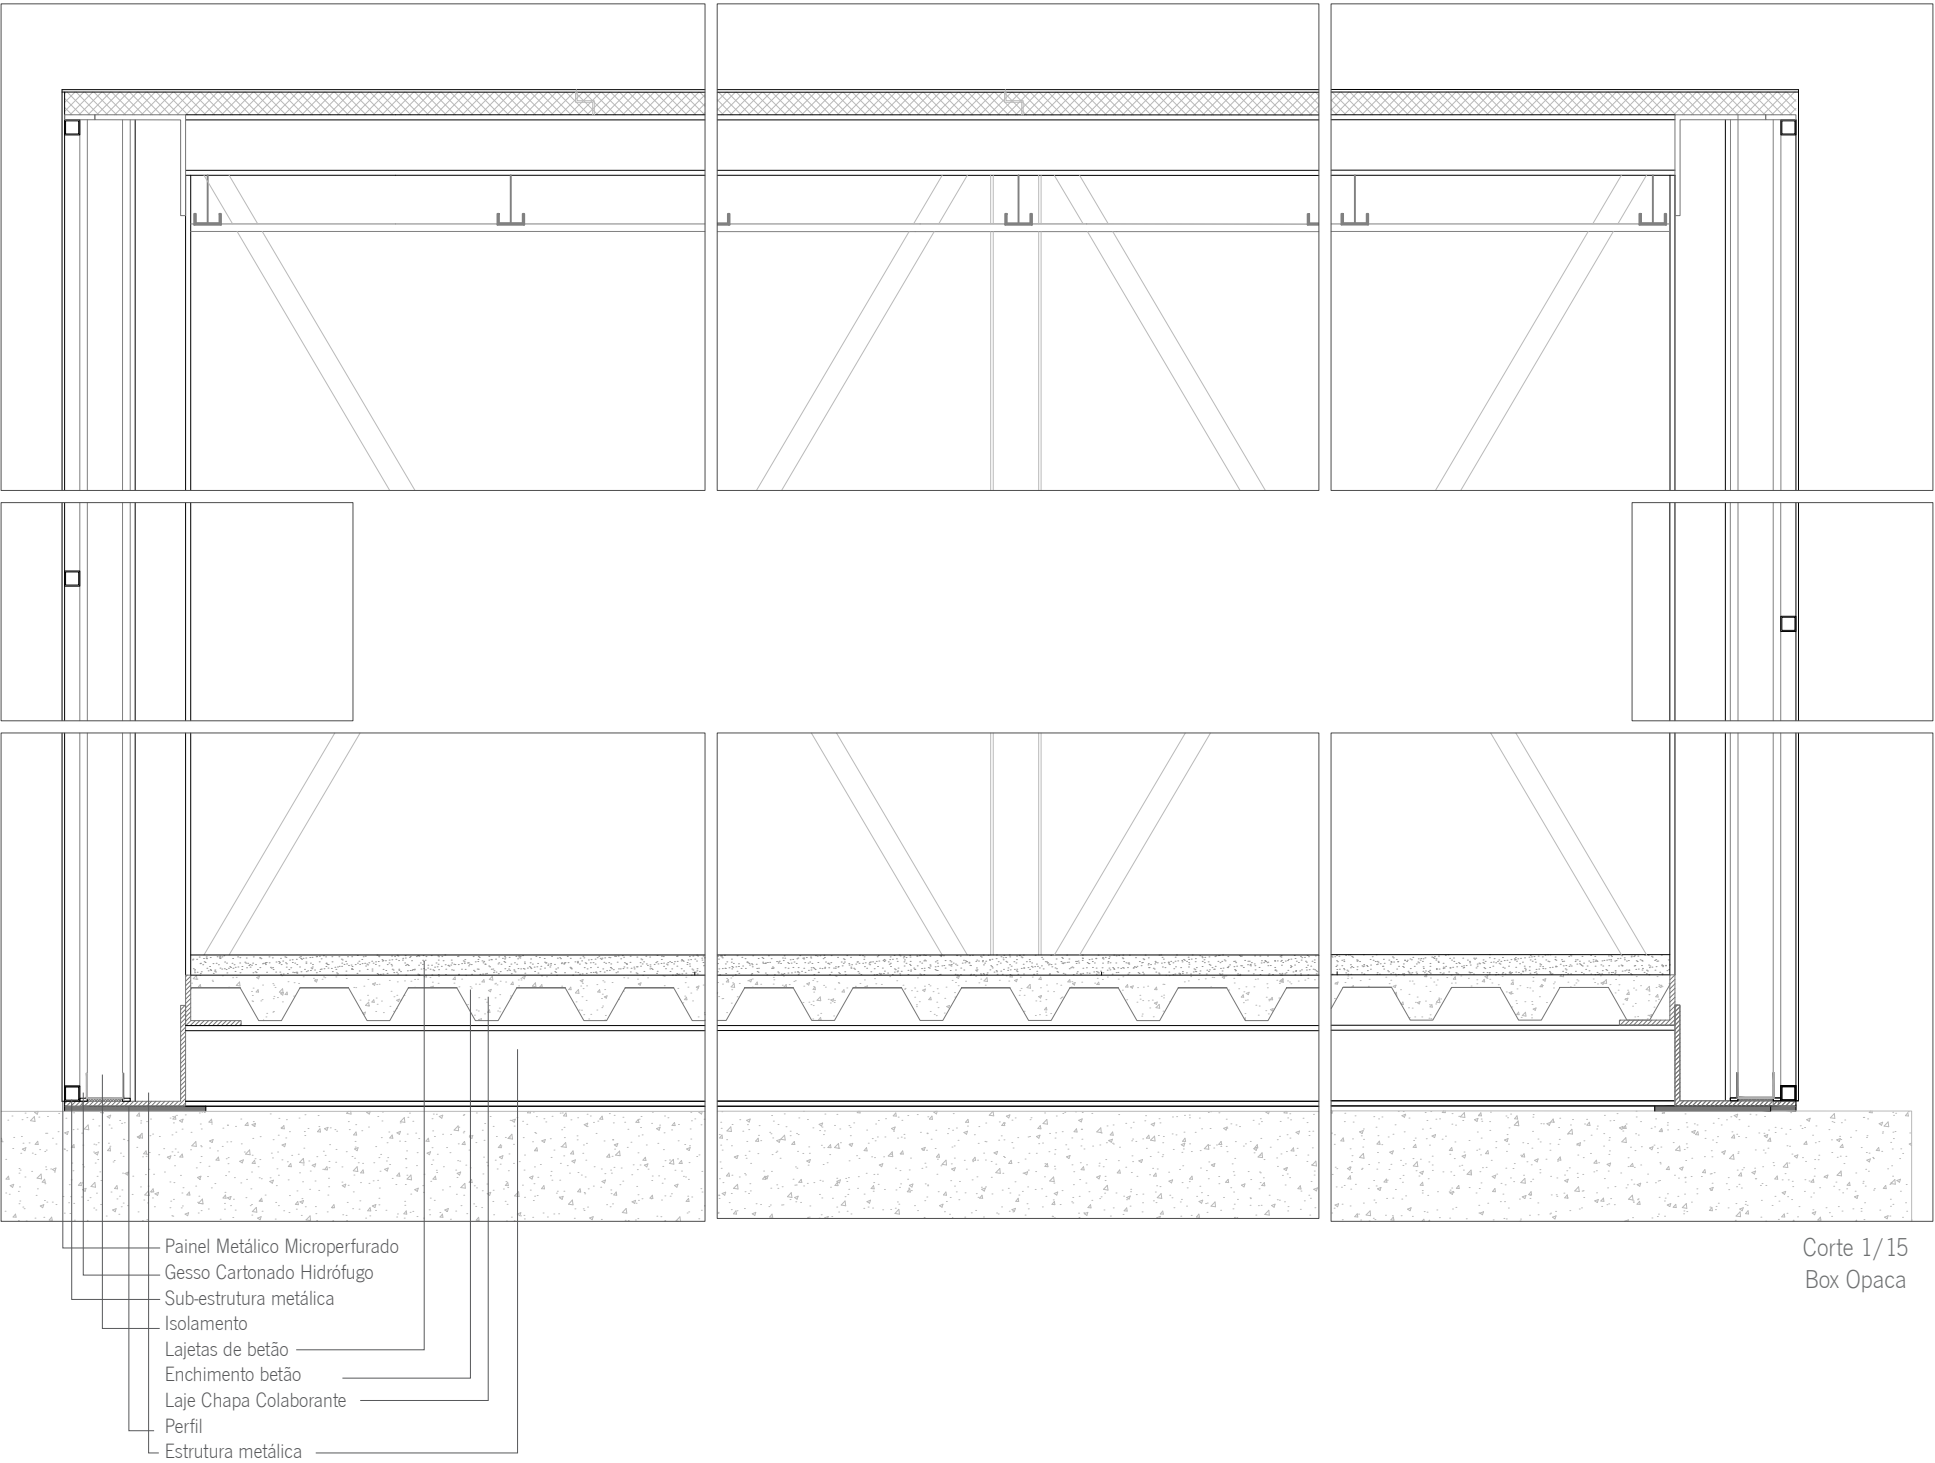 Painel Metálico Microperfurado
Gesso Cartonado Hidrófugo
Sub-estrutura metálica
Isolamento
Lajetas de betão
Enchimento betão
Laje Chapa Colaborante
Perfil
Estrutura metálica
Corte 1/15
Box Opaca